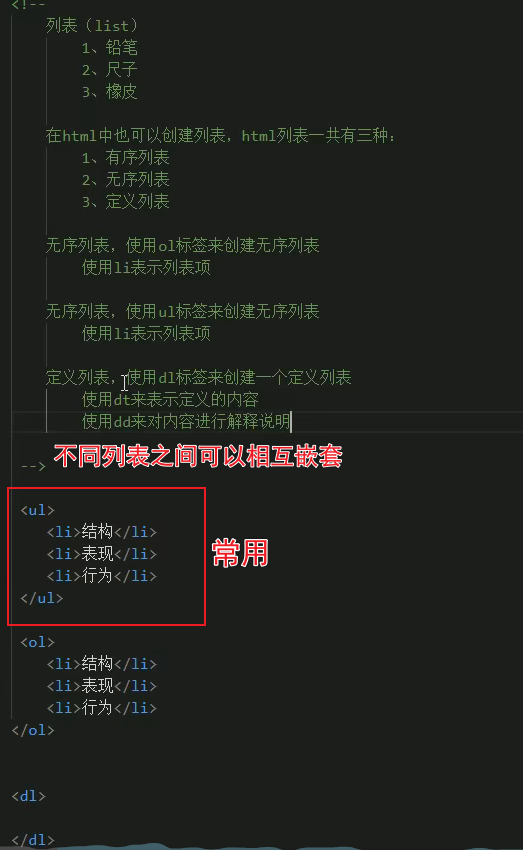 <!--
列表（list）
1、铅笔
2、尺子
3、橡皮
在html中也可以创建列表，html列表一共有三种：
1、有序列表
2、无序列表
3、定义列表
无序列表，使用ol标签来创建无序列表
使用li表示列表项
无序列表，使用ul标签来创建无序列表
使用li表示列表项
定义列表，使用dl标签来创建一个定义列表
使用dt来表示定义的内容
使用dd来对内容进行解释说明
--> 不同列表之间可以相互嵌套
<ul>
<li>结构</li>
<li>表现</li> 常用
<li>行为</li>
</ul>
<ol>
<li>结构</li>
<li>表现</li>
<li>行为</li>
</ol>
<dl>
</dl>